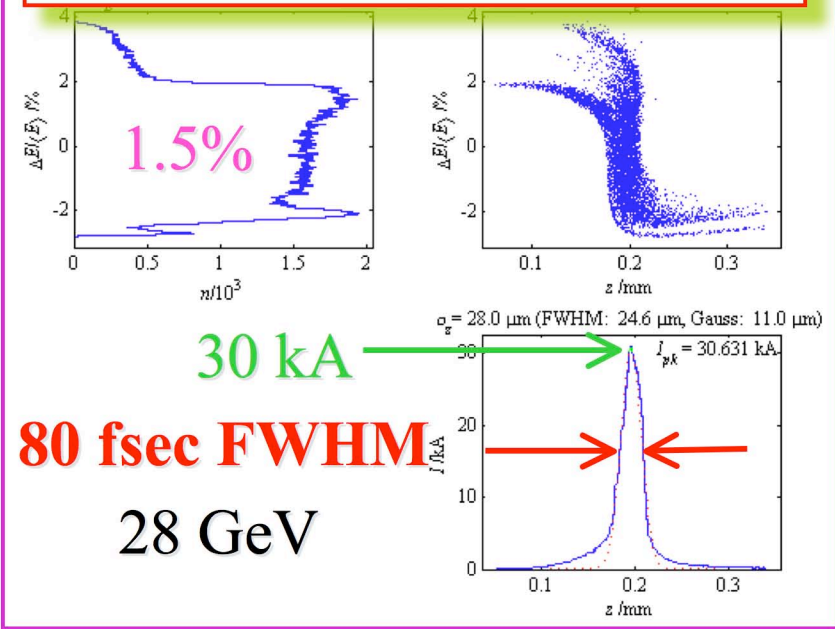 4
2
0
-2
ΔE/⟨E⟩ /%
1.5%
0 0.5 1 1.5 2
n/10³
4
2
0
-2
ΔE/⟨E⟩ /%
0.1 0.2 0.3
z /mm
30 kA
80 fsec FWHM
28 GeV
σz= 28.0 μm (FWHM: 24.6 μm, Gauss: 11.0 μm)
Ipk = 30.631 kA
30
20
10
0
I /kA
0.1 0.2 0.3
z /mm